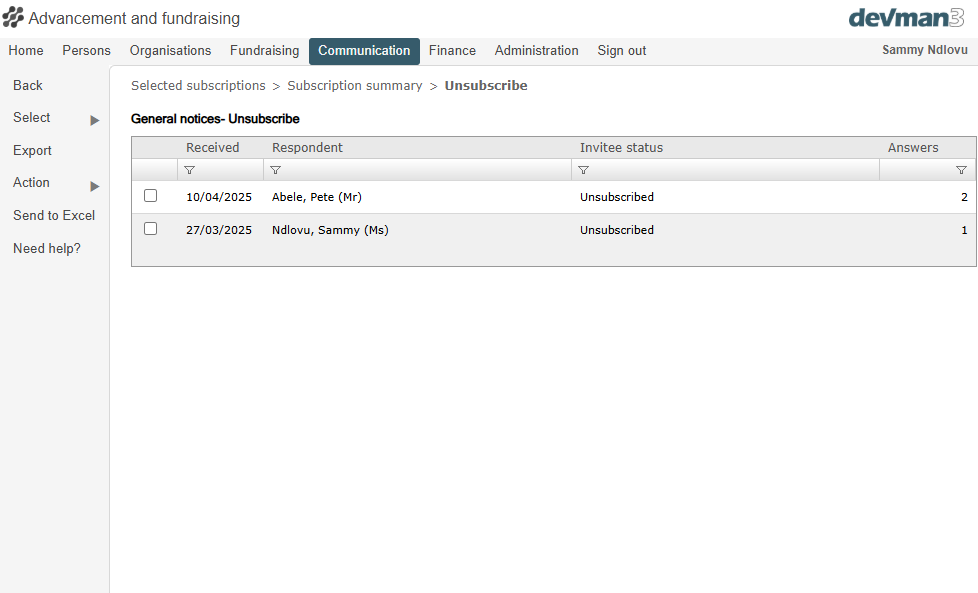 Advancement and fundraising
devman3
Home Persons Organisations Fundraising Communication Finance Administration Sign out Sammy Ndlovu
Back
Select
Export
Action
Send to Excel
Need help?
Selected subscriptions > Subscription summary > Unsubscribe
General notices- Unsubscribe
Received Respondent Invitee status Answers
10/04/2025 Abele, Pete (Mr) Unsubscribed 2
27/03/2025 Ndlovu, Sammy (Ms) Unsubscribed 1